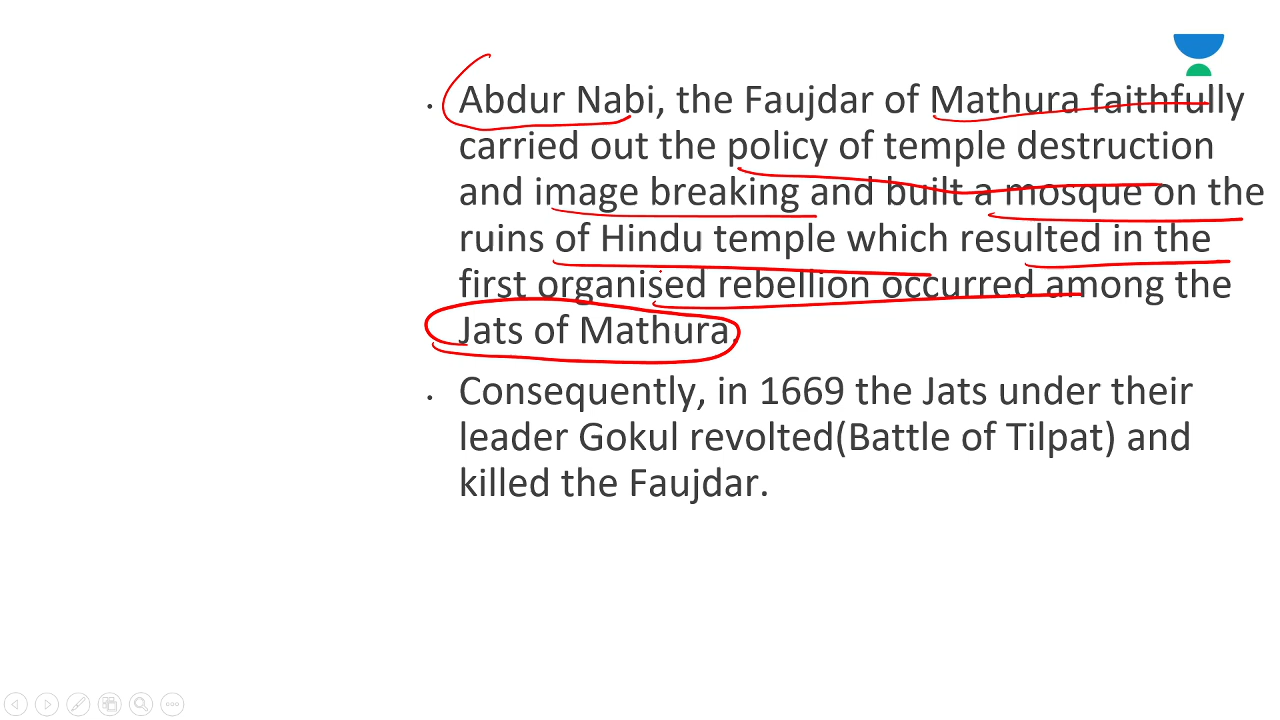 . Abdur Nabi, the Faujdar of Mathura faithfully
carried out the policy of temple destruction
and image breaking and built a mosque on the
ruins of Hindu temple which resulted in the
first organised rebellion occurred among the
Jats of Mathura.
. Consequently, in 1669 the Jats under their
leader Gokul revolted(Battle of Tilpat) and
killed the Faujdar.